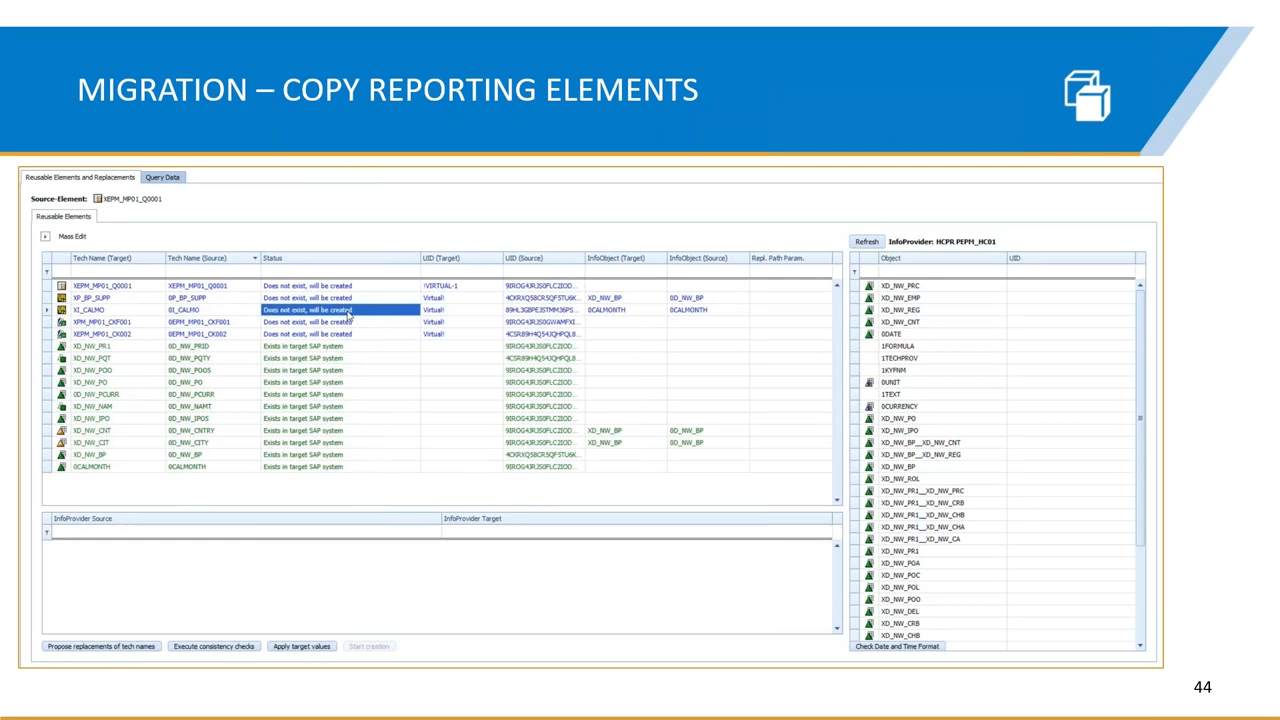 MIGRATION – COPY REPORTING ELEMENTS
Reusable Elements and Replacements Query Data
Source-Element: XEPM_MP01_Q0001
Reusable Elements
Mass Edit
Refresh InfoProvider: HCPR PEPM_HC01
Tech Name (Target) Tech Name (Source) Status UID (Target) UID (Source) InfoObject (Target) InfoObject (Source) Repl. Path Param.
Object UID
XEPM_MP01_Q0001 XEPM_MP01_Q0001 Does not exist, will be created !VIRTUAL-1
XP_BP_SUPP 0P_BP_SUPP Does not exist, will be created Virtual! XD_NW_BP 0D_NW_BP
XI_CALMO 0I_CALMO Does not exist, will be created Virtual! 0CALMONTH 0CALMONTH
XPM_MP01_CKF001 0EPM_MP01_CKF001 Does not exist, will be created Virtual!
XEPM_MP01_CK002 0EPM_MP01_CK002 Does not exist, will be created Virtual!
XD_NW_PR1 0D_NW_PRID Exists in target SAP system
XD_NW_PQT 0D_NW_PQTY Exists in target SAP system
XD_NW_POO 0D_NW_POOS Exists in target SAP system
XD_NW_PO 0D_NW_PO Exists in target SAP system
0D_NW_PCURR 0D_NW_PCURR Exists in target SAP system
XD_NW_NAM 0D_NW_NAMT Exists in target SAP system
XD_NW_IPO 0D_NW_IPOS Exists in target SAP system
XD_NW_CNT 0D_NW_CNTRY Exists in target SAP system XD_NW_BP 0D_NW_BP
XD_NW_CIT 0D_NW_CITY Exists in target SAP system XD_NW_BP 0D_NW_BP
XD_NW_BP 0D_NW_BP Exists in target SAP system
0CALMONTH 0CALMONTH Exists in target SAP system
InfoProvider Source InfoProvider Target
Propose replacements of tech names Execute consistency checks Apply target values Start creation
XD_NW_PRC
XD_NW_EMP
XD_NW_REG
XD_NW_CNT
0DATE
1FORMULA
1TECHPROV
1KYFNM
0UNIT
1TEXT
0CURRENCY
XD_NW_PO
XD_NW_IPO
XD_NW_BP__XD_NW_CNT
XD_NW_BP__XD_NW_REG
XD_NW_BP
XD_NW_ROL
XD_NW_PR1__XD_NW_PRC
XD_NW_PR1__XD_NW_CRB
XD_NW_PR1__XD_NW_CHB
XD_NW_PR1__XD_NW_CHA
XD_NW_PR1__XD_NW_CA
XD_NW_PR1
XD_NW_POA
XD_NW_POC
XD_NW_POL
XD_NW_POO
XD_NW_DEL
XD_NW_CRB
XD_NW_CHB
Check Date and Time Format
44